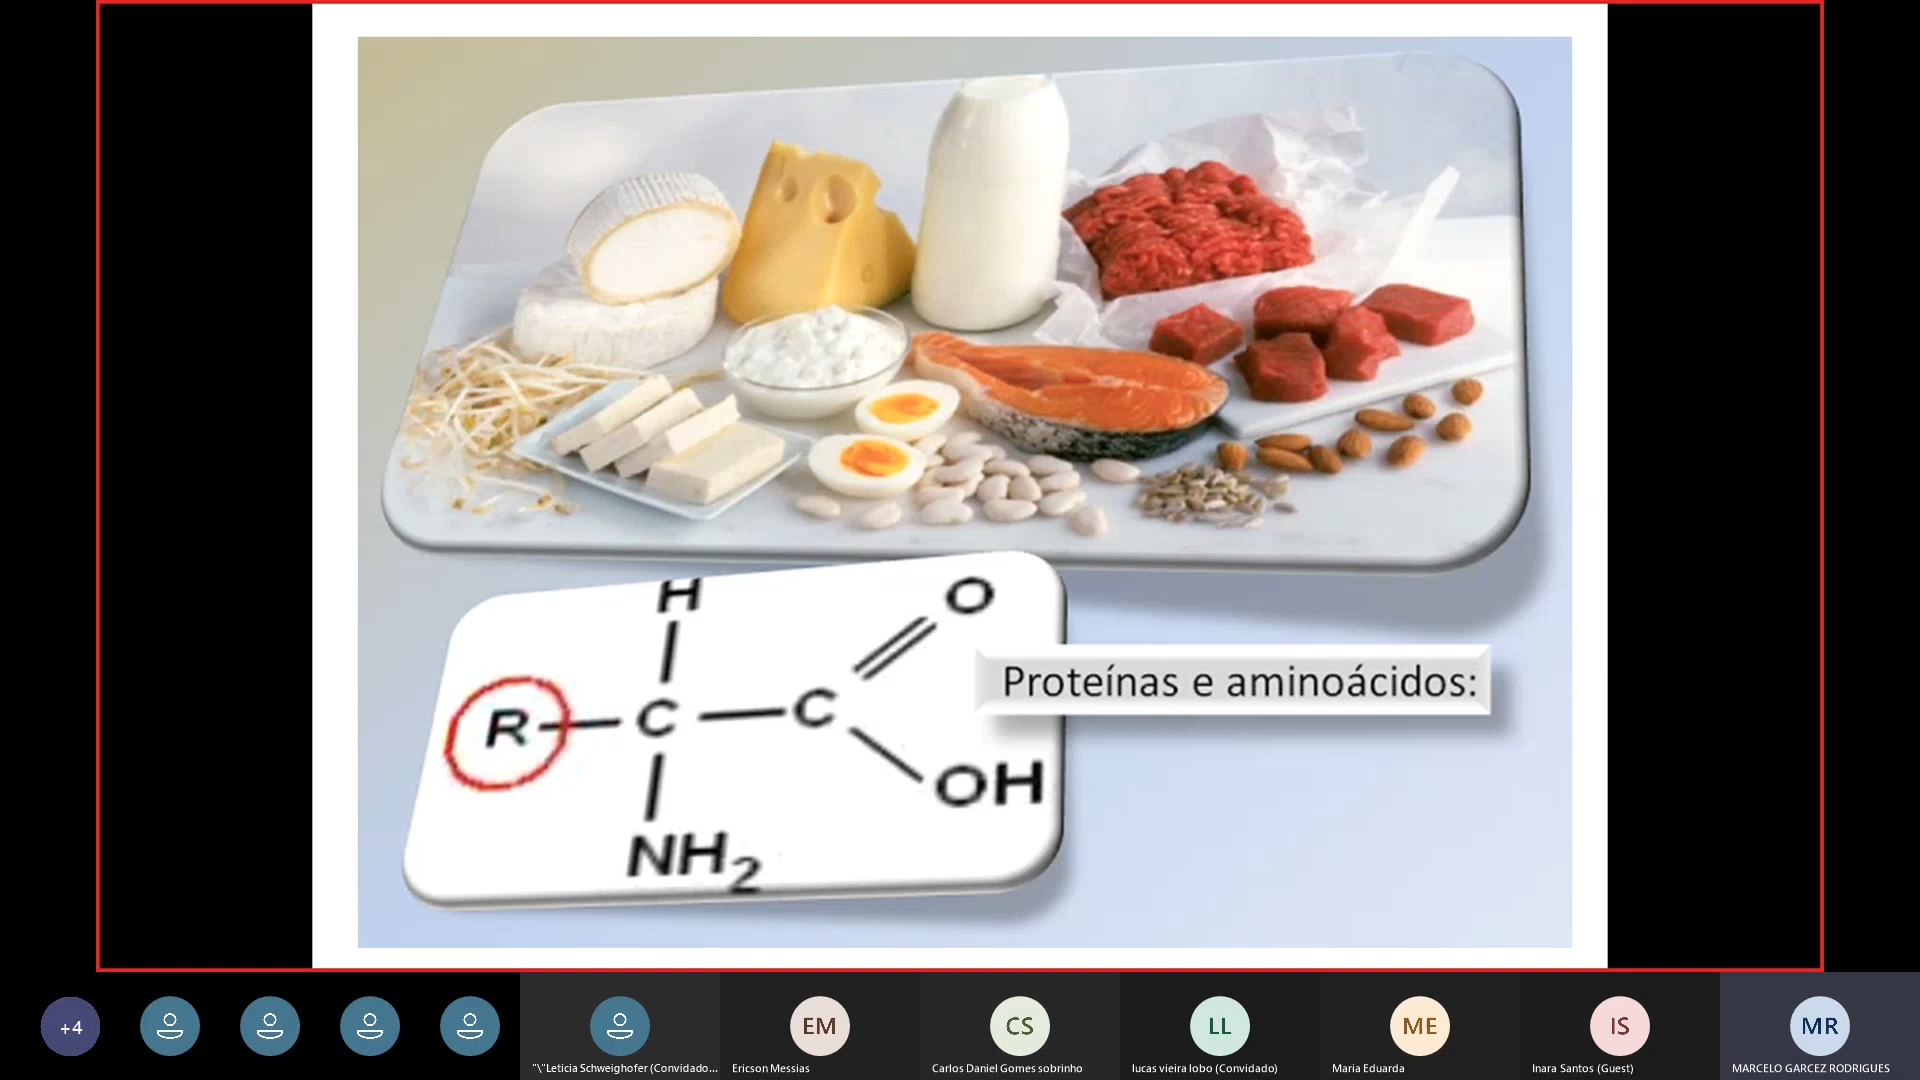 H
O
R
C
C
Proteínas e aminoácidos:
OH
NH2
+4
EM
CS
LL
ME
IS
MR
"\"Leticia Schweighofer (Convidado...
Ericson Messias
Carlos Daniel Gomes sobrinho
lucas vieira lobo (Convidado)
Maria Eduarda
Inara Santos (Guest)
MARCELO GARCEZ RODRIGUES